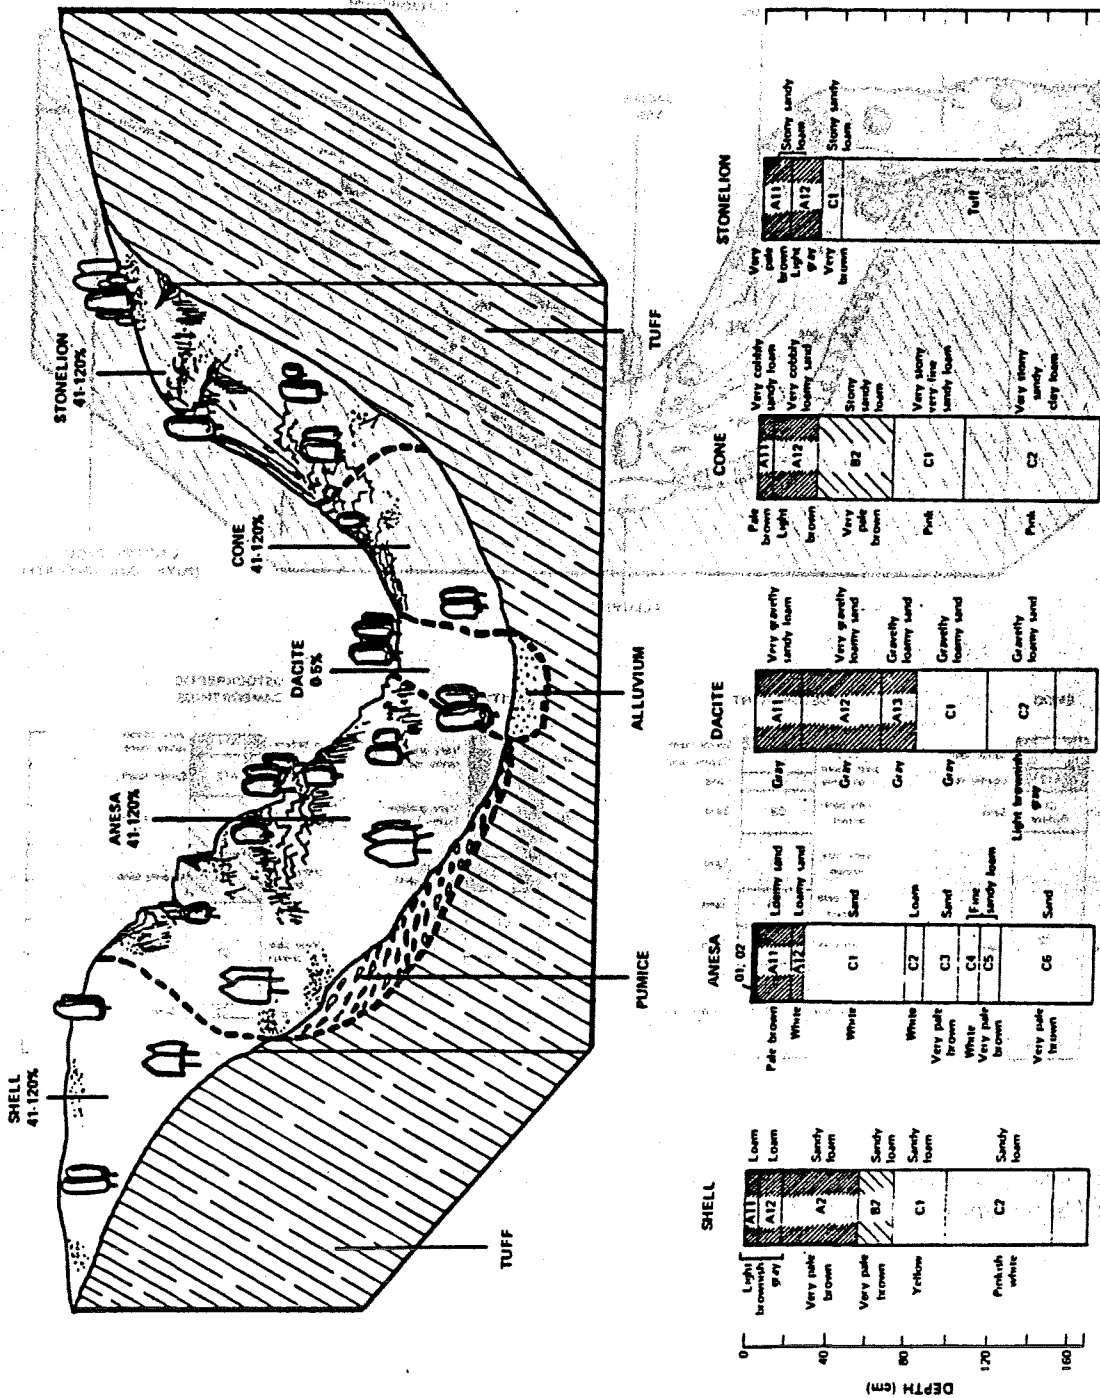 SHELL
41-120%
ANESA
41-120%
DACITE
0-5%
CONE
41-120%
STONELION
41-120%
TUFF
PUMICE
ALLUVIUM
TUFF
DEPTH (cm)
0
40
80
120
160
SHELL
Light
brownish
gray
Very pale
brown
Very pale
brown
Yellow
Pinkish
white
A11
A12
A2
B2
C1
C2
Loam
Loam
Sandy
loam
Sandy
loam
Sandy
loam
Sandy
loam
ANESA
01, 02
Pale brown
White
White
White
Very pale
brown
White
Very pale
brown
Very pale
brown
A11
A12
C1
C2
C3
C4
C5
C6
Loamy sand
Loamy sand
Sand
Loam
Sand
Fine
sandy loam
Sand
DACITE
Gray
Gray
Gray
Gray
Light brownish
gray
A11
A12
A13
C1
C2
Very gravelly
sandy loam
Very gravelly
loamy sand
Gravelly
loamy sand
Gravelly
loamy sand
Gravelly
loamy sand
CONE
Pale
brown
Light
brown
Very
pale
brown
Pink
Pink
A11
A12
B2
C1
C2
Very cobbly
sandy loam
Very cobbly
loamy sand
Stony
sandy
loam
Very stony
very fine
sandy loam
Very stony
sandy
clay loam
STONELION
Very
pale
brown
Light
gray
Very
brown
A11
A12
C1
Tuff
Stony sandy
loam
Stony sandy
loam